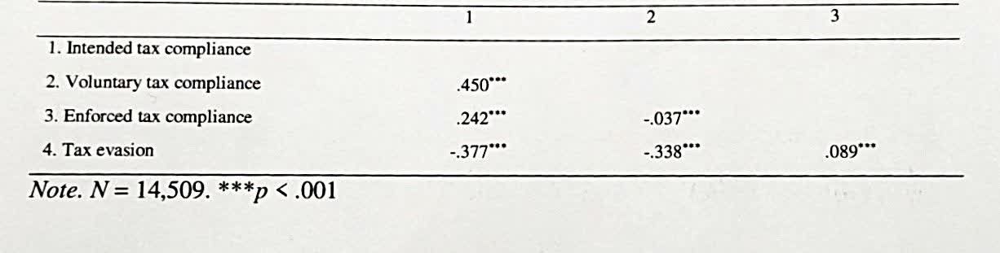 1 2 3
1. Intended tax compliance
2. Voluntary tax compliance .450***
3. Enforced tax compliance .242*** -.037***
4. Tax evasion -.377*** -.338*** .089***
Note. N = 14,509. ***p < .001